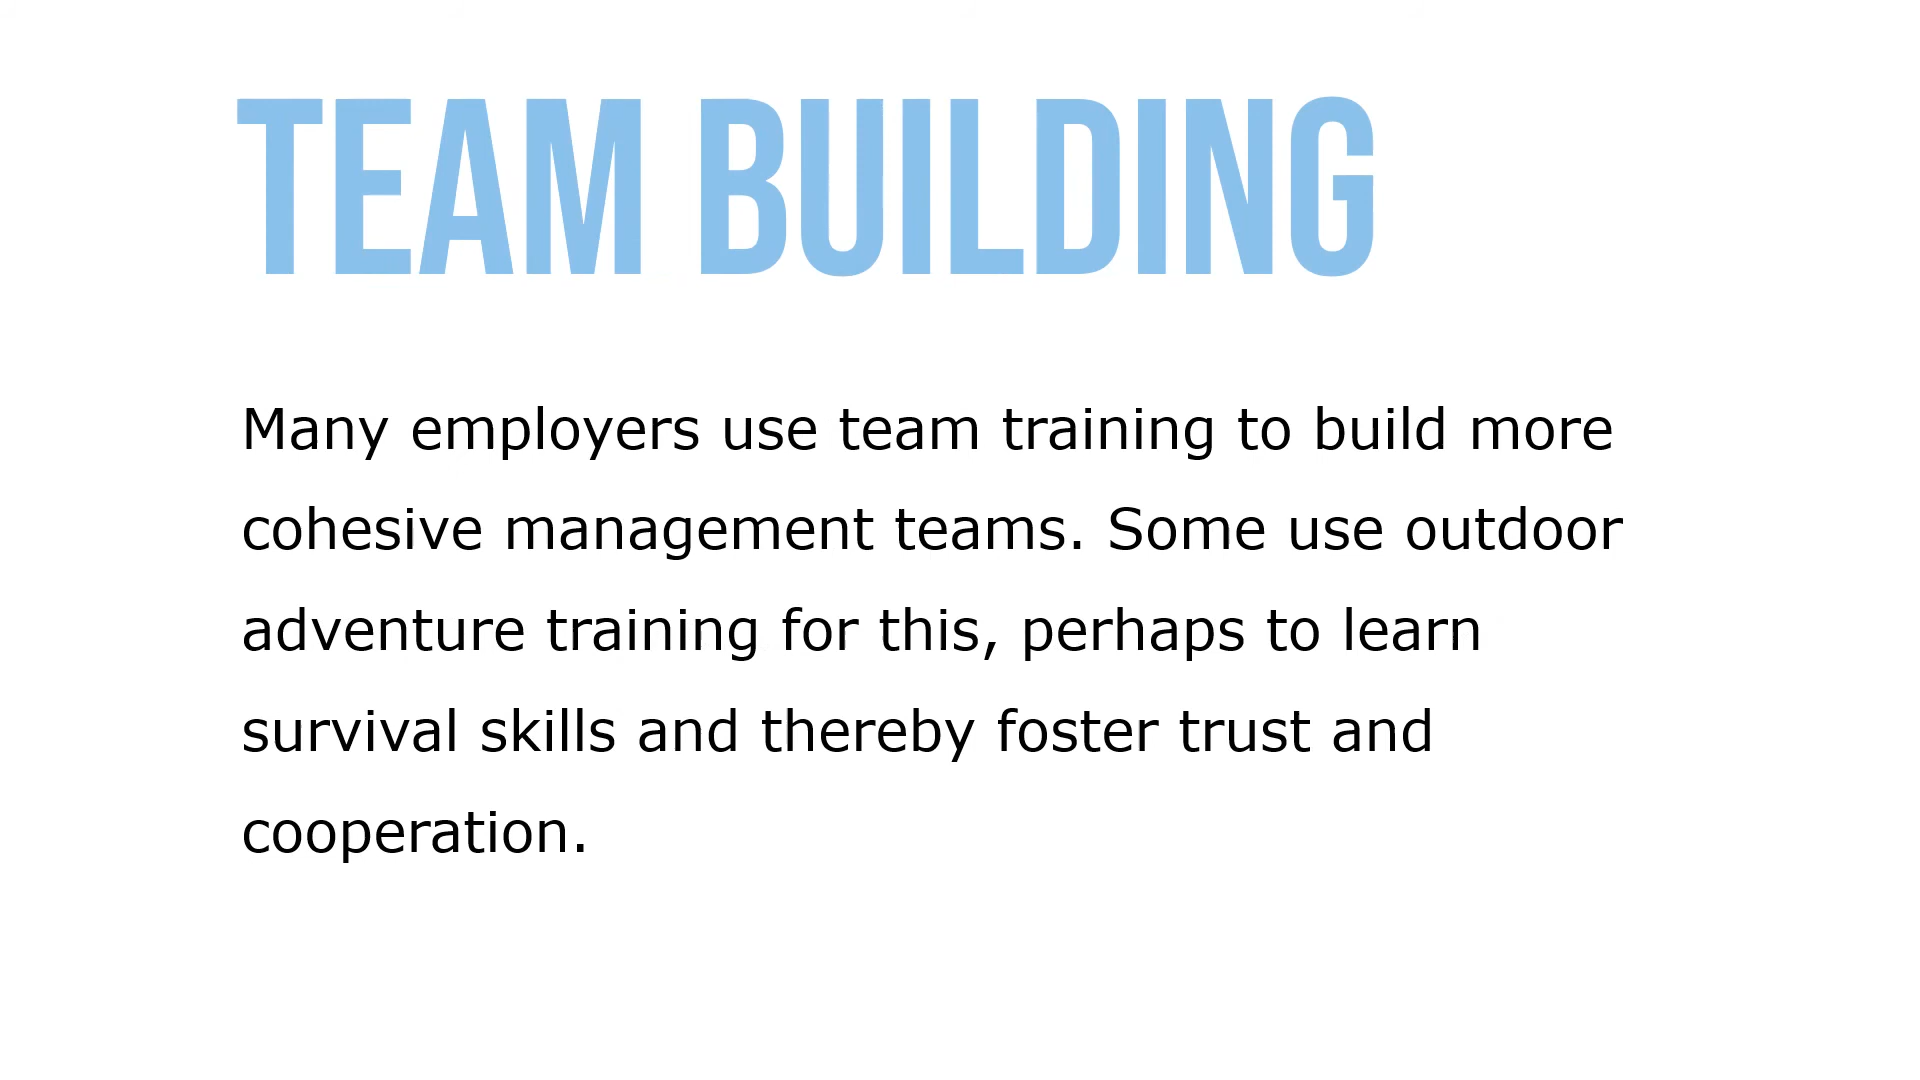 TEAM BUILDING
Many employers use team training to build more
cohesive management teams. Some use outdoor
adventure training for this, perhaps to learn
survival skills and thereby foster trust and
cooperation.